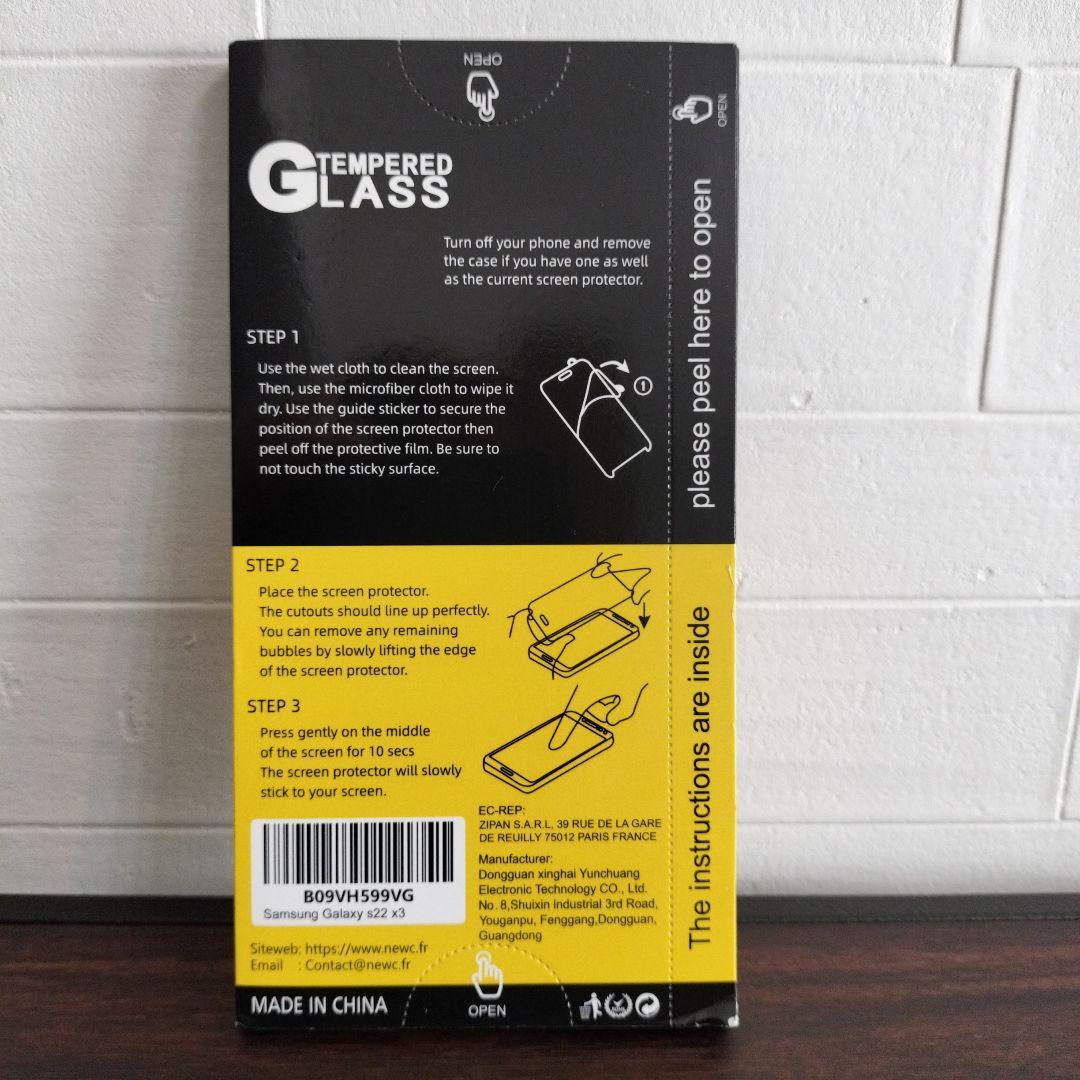 OPEN
OPEN
TEMPERED
GLASS
Turn off your phone and remove
the case if you have one as well
as the current screen protector.
STEP 1
Use the wet cloth to clean the screen.
Then, use the microfiber cloth to wipe it
dry. Use the guide sticker to secure the
position of the screen protector then
peel off the protective film. Be sure to
not touch the sticky surface.
1
please peel here to open
STEP 2
Place the screen protector.
The cutouts should line up perfectly.
You can remove any remaining
bubbles by slowly lifting the edge
of the screen protector.
STEP 3
Press gently on the middle
of the screen for 10 secs
The screen protector will slowly
stick to your screen.
The instructions are inside
EC-REP:
ZIPAN S.A.R.L, 39 RUE DE LA GARE
DE REUILLY 75012 PARIS FRANCE
Manufacturer:
Dongguan xinghai Yunchuang
Electronic Technology CO., Ltd.
No. 8,Shuixin Industrial 3rd Road,
Youganpu, Fenggang,Dongguan,
Guangdong
B09VH599VG
Samsung Galaxy s22 x3
Siteweb: https://www.newc.fr
Email : Contact@newc.fr
MADE IN CHINA
OPEN